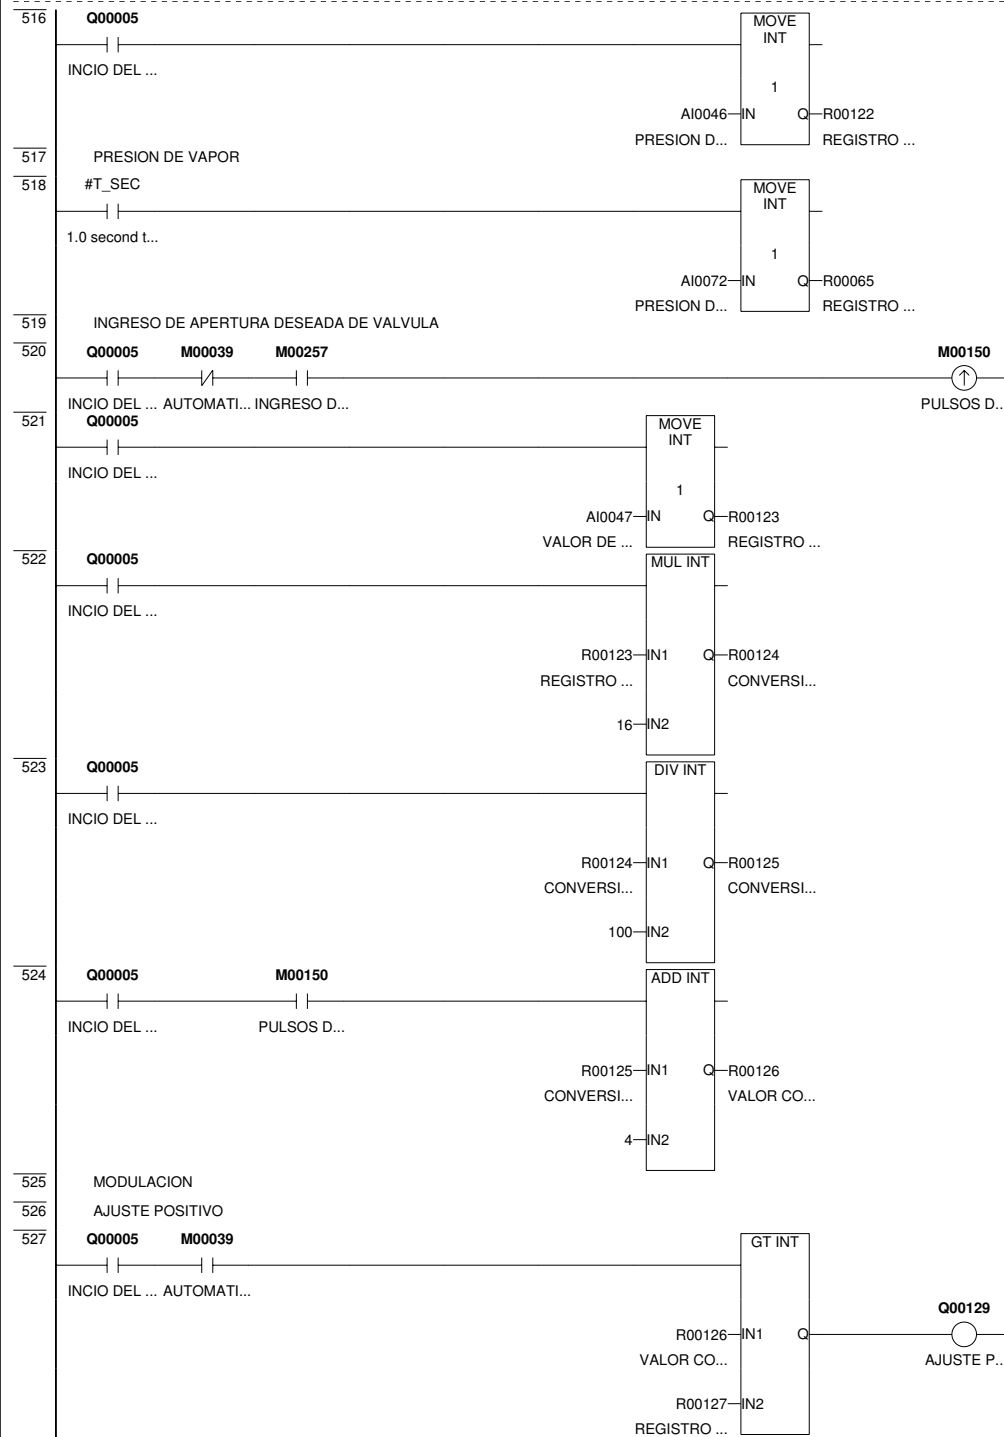 516 Q00005 MOVE INT
INCIO DEL ...
1
AI0046 IN Q R00122
PRESION D... REGISTRO ...
517 PRESION DE VAPOR
518 #T_SEC MOVE INT
1.0 second t...
1
AI0072 IN Q R00065
PRESION D... REGISTRO ...
519 INGRESO DE APERTURA DESEADA DE VALVULA
520 Q00005 M00039 M00257 M00150
INCIO DEL ... AUTOMATI... INGRESO D... PULSOS D...
521 Q00005 MOVE INT
INCIO DEL ...
1
AI0047 IN Q R00123
VALOR DE ... REGISTRO ...
522 Q00005 MUL INT
INCIO DEL ...
R00123 IN1 Q R00124
REGISTRO ... CONVERSI...
16 IN2
523 Q00005 DIV INT
INCIO DEL ...
R00124 IN1 Q R00125
CONVERSI... CONVERSI...
100 IN2
524 Q00005 M00150 ADD INT
INCIO DEL ... PULSOS D...
R00125 IN1 Q R00126
CONVERSI... VALOR CO...
4 IN2
525 MODULACION
526 AJUSTE POSITIVO
527 Q00005 M00039 GT INT
INCIO DEL ... AUTOMATI...
Q00129
R00126 IN1 Q
VALOR CO... AJUSTE P...
R00127 IN2
REGISTRO ...